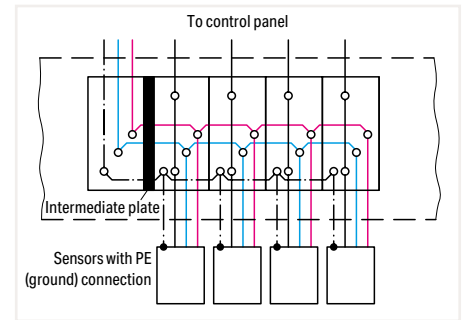 To control panel
Intermediate plate
Sensors with PE
(ground) connection